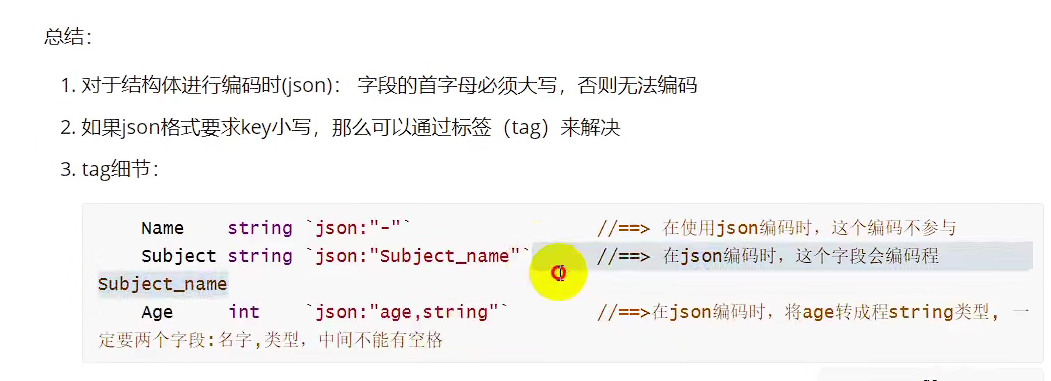 总结：
1. 对于结构体进行编码时(json)： 字段的首字母必须大写，否则无法编码
2. 如果json格式要求key小写，那么可以通过标签（tag）来解决
3. tag细节：
Name    string `json:"-"`                 //==> 在使用json编码时，这个编码不参与
Subject string `json:"Subject_name"`      //==> 在json编码时，这个字段会编码程
Subject_name
Age     int    `json:"age,string"`        //==>在json编码时，将age转成程string类型，一
定要两个字段:名字,类型，中间不能有空格